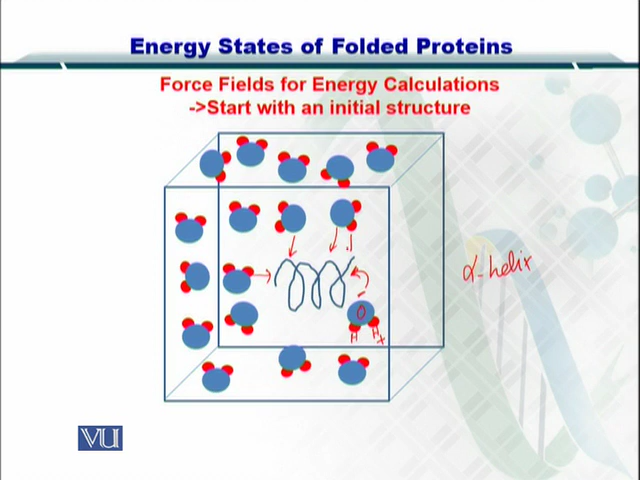 Energy States of Folded Proteins
Force Fields for Energy Calculations
->Start with an initial structure
α-helix
O
H H+
VU